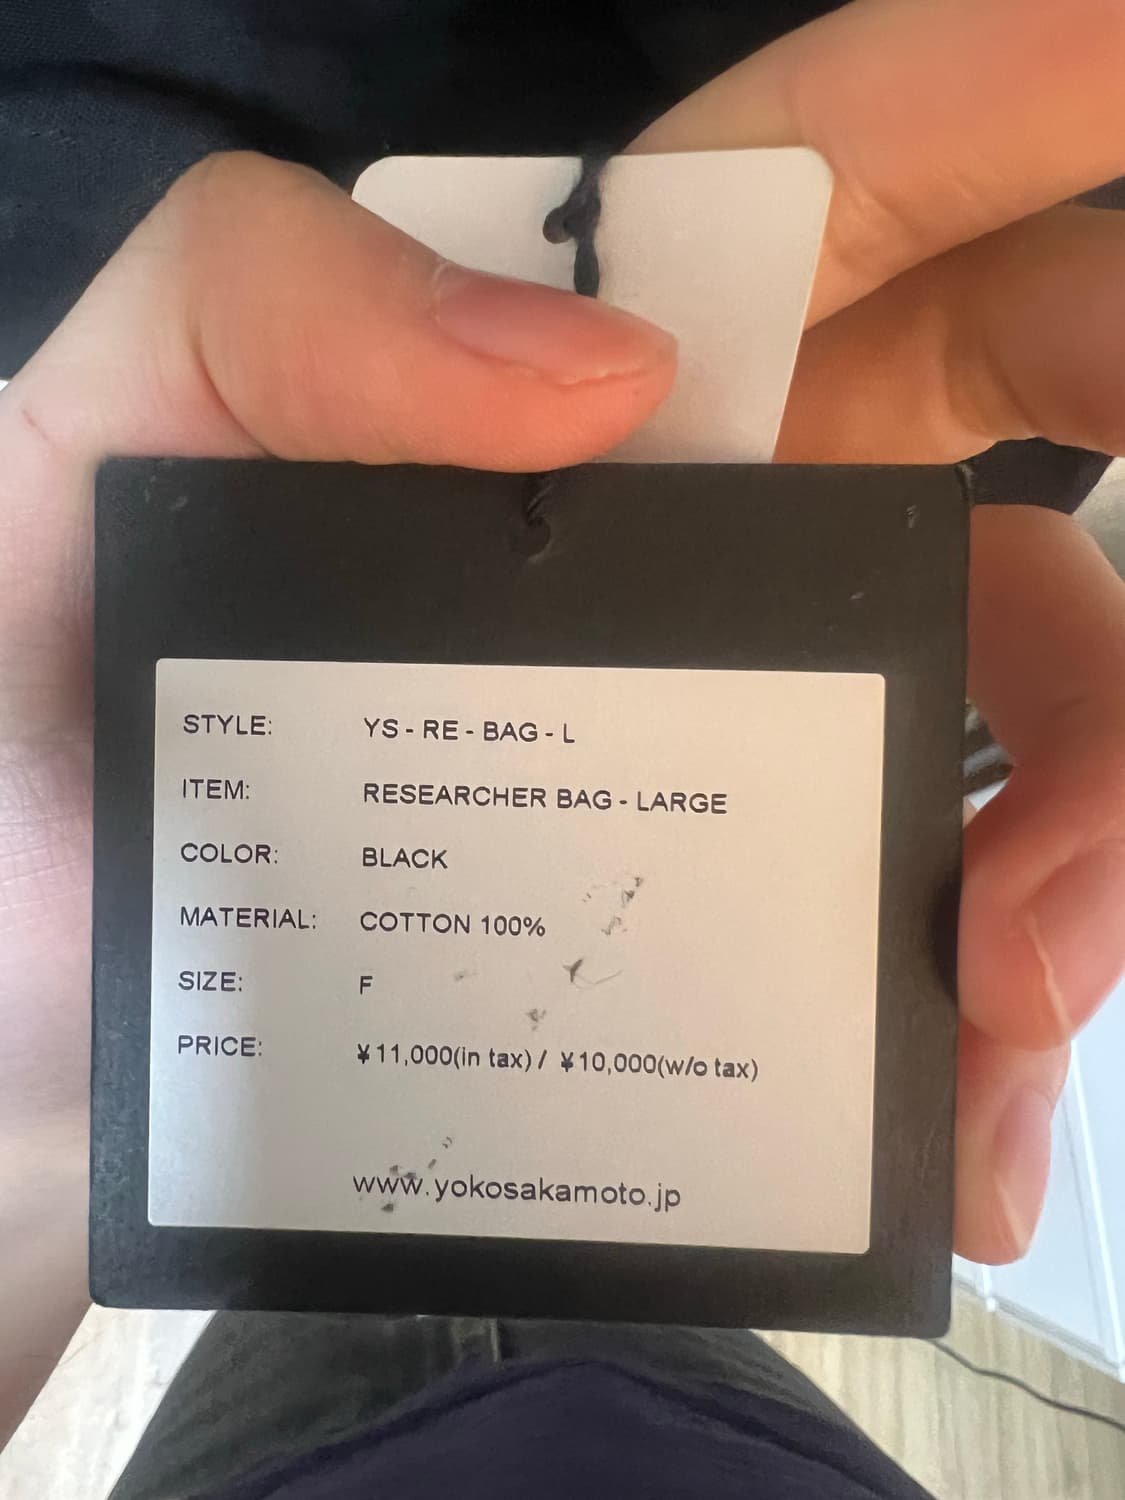 STYLE: YS - RE - BAG - L
ITEM: RESEARCHER BAG - LARGE
COLOR: BLACK
MATERIAL: COTTON 100%
SIZE: F
PRICE: ¥11,000(in tax) / ¥10,000(w/o tax)
www.yokosakamoto.jp